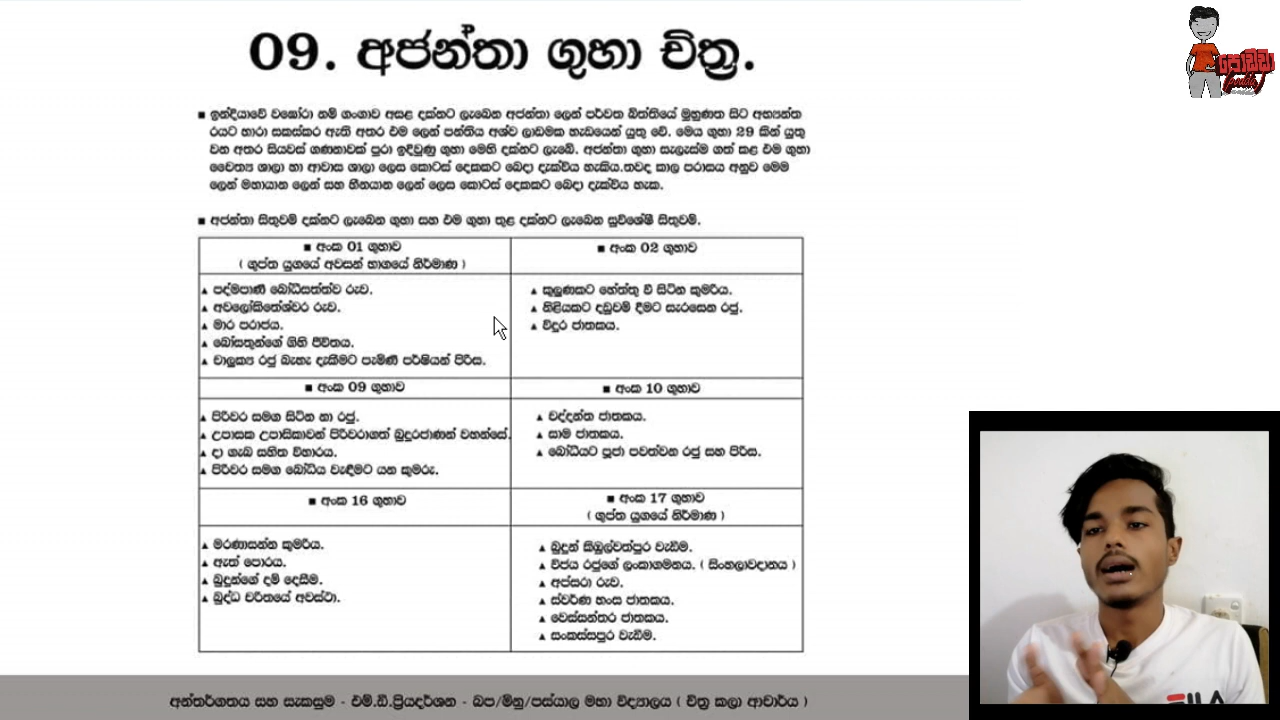 09. අජන්තා ගුහා චිත්‍ර.
පොඩ්ඩා
■ ඉන්දියාවේ වඝෝරා නම් ගංගාව අසළ දක්නට ලැබෙන අජන්තා ලෙන් පර්වත බිත්තියේ මුහුණත සිට අභ්‍යන්ත
රයට හාරා සකස්කර ඇති අතර එම ලෙන් පන්තිය අශ්ව ලාඩමක හැඩයෙන් යුතු වේ. මෙය ගුහා 29 කින් යුතු
වන අතර සියවස් ගණනාවක් පුරා ඉදිවුණු ගුහා මෙහි දක්නට ලැබේ. අජන්තා ගුහා සැලැස්ම ගත් කළ එම ගුහා
චෛත්‍ය ශාලා හා ආවාස ශාලා ලෙස කොටස් දෙකකට බෙදා දැක්විය හැකිය.තවද කාල පරාසය අනුව මෙම
ලෙන් මහායාන ලෙන් සහ හීනයාන ලෙන් ලෙස කොටස් දෙකකට බෙදා දැක්විය හැක.
■ අජන්තා සිතුවම් දක්නට ලැබෙන ගුහා සහ එම ගුහා තුළ දක්නට ලැබෙන සුවිශේෂී සිතුවම්.
■ අංක 01 ගුහාව
( ගුප්ත යුගයේ අවසන් භාගයේ නිර්මාණ )
▲ පද්මපාණී බෝධිසත්ත්ව රුව.
▲ අවලෝකිතේශ්වර රුව.
▲ මාර පරාජය.
▲ බෝසතුන්ගේ ගිහි ජීවිතය.
▲ චාලුක්‍ය රජු බැහැ දැකීමට පැමිණි පර්ෂියන් පිරිස.
■ අංක 02 ගුහාව
▲ කුලුණකට හේත්තු වී සිටින කුමරිය.
▲ නිළියකට දඬුවම් දීමට සැරසෙන රජු.
▲ විදුර ජාතකය.
■ අංක 09 ගුහාව
▲ පිරිවර සමග සිටින නා රජු.
▲ උපාසක උපාසිකාවන් පිරිවරාගත් බුදුරජාණන් වහන්සේ.
▲ දා ගැබ සහිත විහාරය.
▲ පිරිවර සමග බෝධිය වැඳීමට යන කුමරු.
■ අංක 10 ගුහාව
▲ චද්දන්ත ජාතකය.
▲ සාම ජාතකය.
▲ බෝධියට පූජා පවත්වන රජු සහ පිරිස.
■ අංක 16 ගුහාව
▲ මරණාසන්න කුමරිය.
▲ ඇත් පොරය.
▲ බුදුන්ගේ දම් දෙසීම.
▲ බුද්ධ චරිතයේ අවස්ථා.
■ අංක 17 ගුහාව
( ගුප්ත යුගයේ නිර්මාණ )
▲ බුදුන් කිඹුල්වත්පුර වැඩීම.
▲ විජය රජුගේ ලංකාගමනය. ( සිංහලාවදානය )
▲ අප්සරා රුව.
▲ ස්වර්ණ හංස ජාතකය.
▲ වෙස්සන්තර ජාතකය.
▲ සංකස්සපුර වැඩීම.
අන්තර්ගතය සහ සැකසුම - එම්.ඩී.ප්‍රියදර්ශන - බප/මිනු/පස්යාල මහා විද්‍යාලය ( චිත්‍ර කලා ආචාර්ය )
FILA